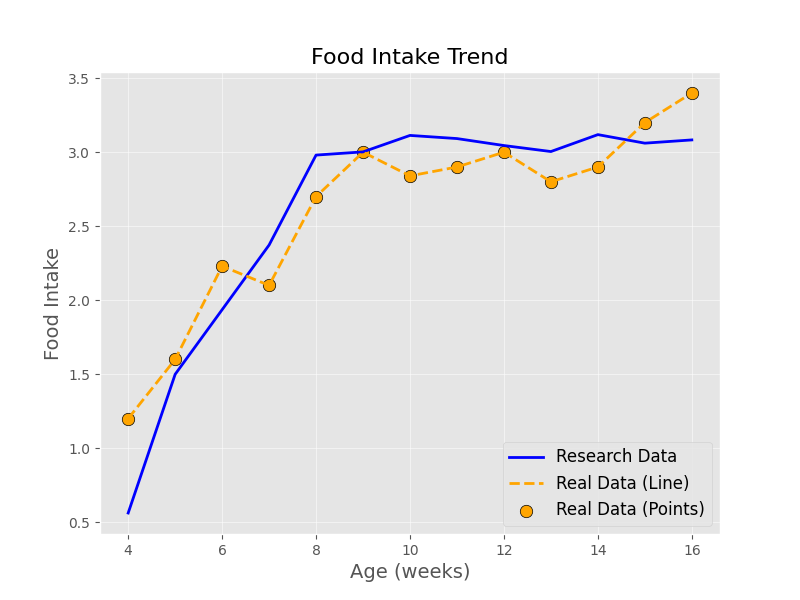 Food Intake Trend
3.5
3.0
2.5
2.0
1.5
1.0
0.5
Food Intake
4 6 8 10 12 14 16
Age (weeks)
Research Data
Real Data (Line)
Real Data (Points)